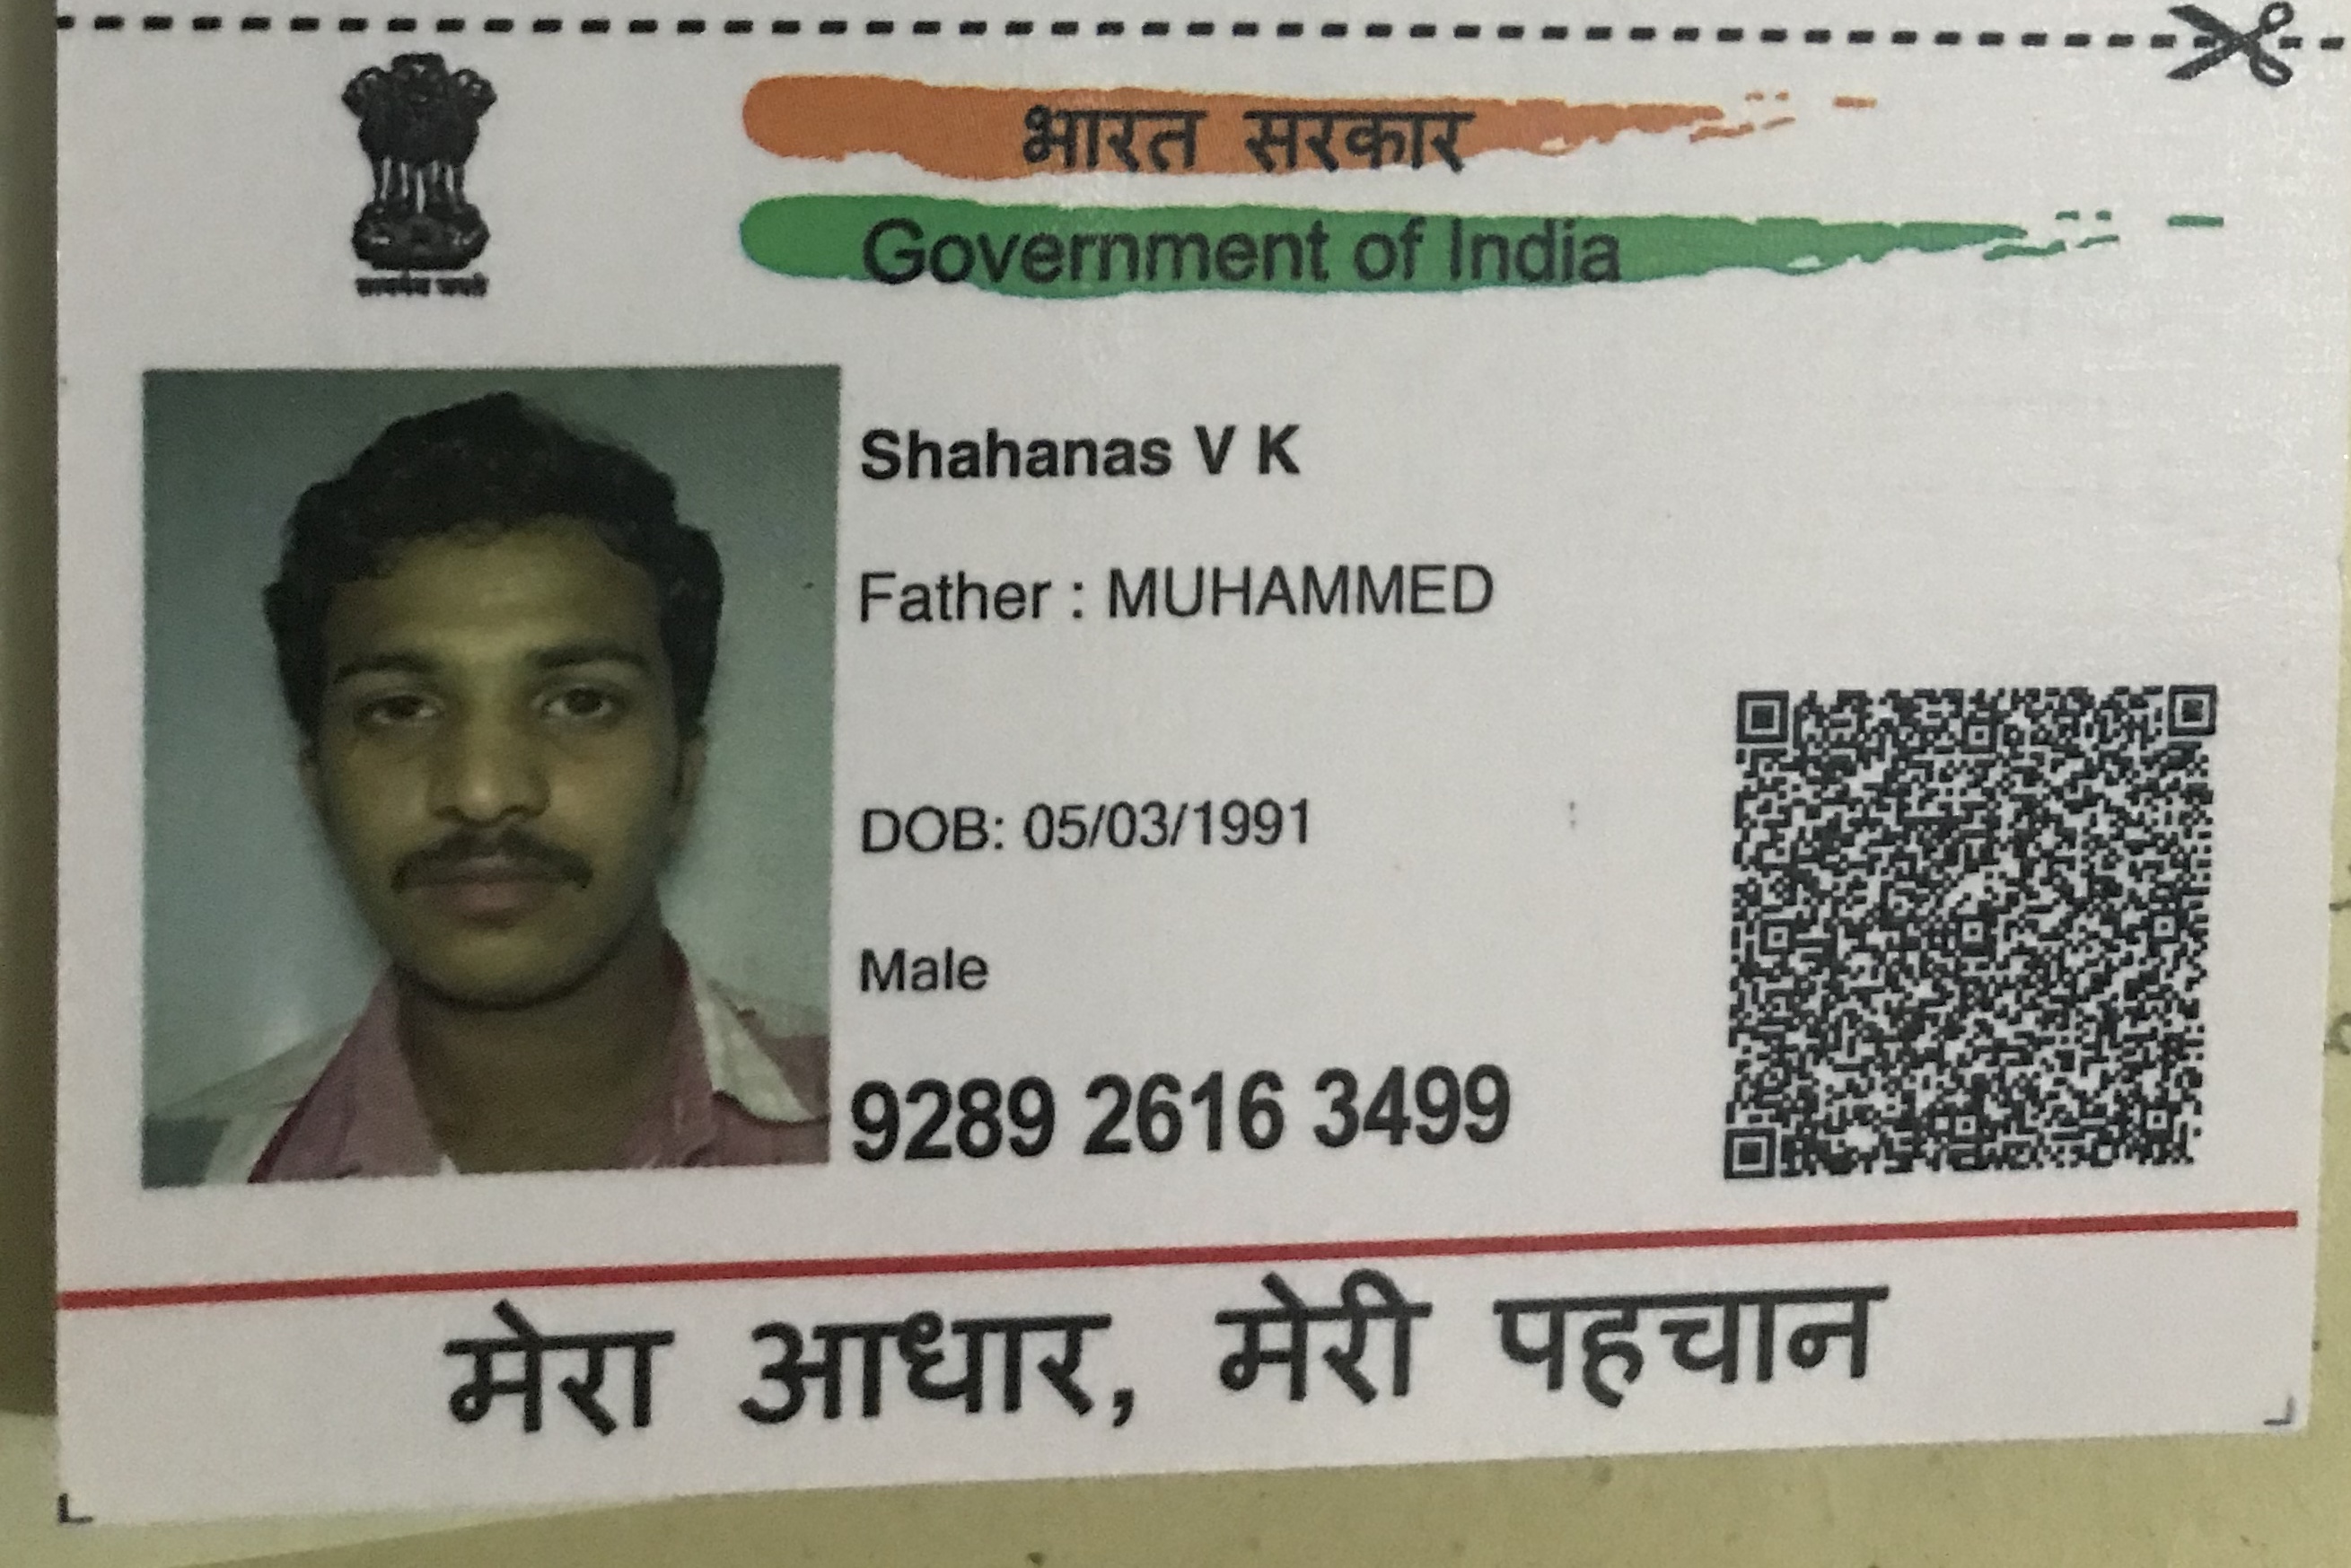 सत्यमेव जयते
भारत सरकार
Government of India
Shahanas V K
Father : MUHAMMED
DOB: 05/03/1991
Male
9289 2616 3499
मेरा आधार, मेरी पहचान